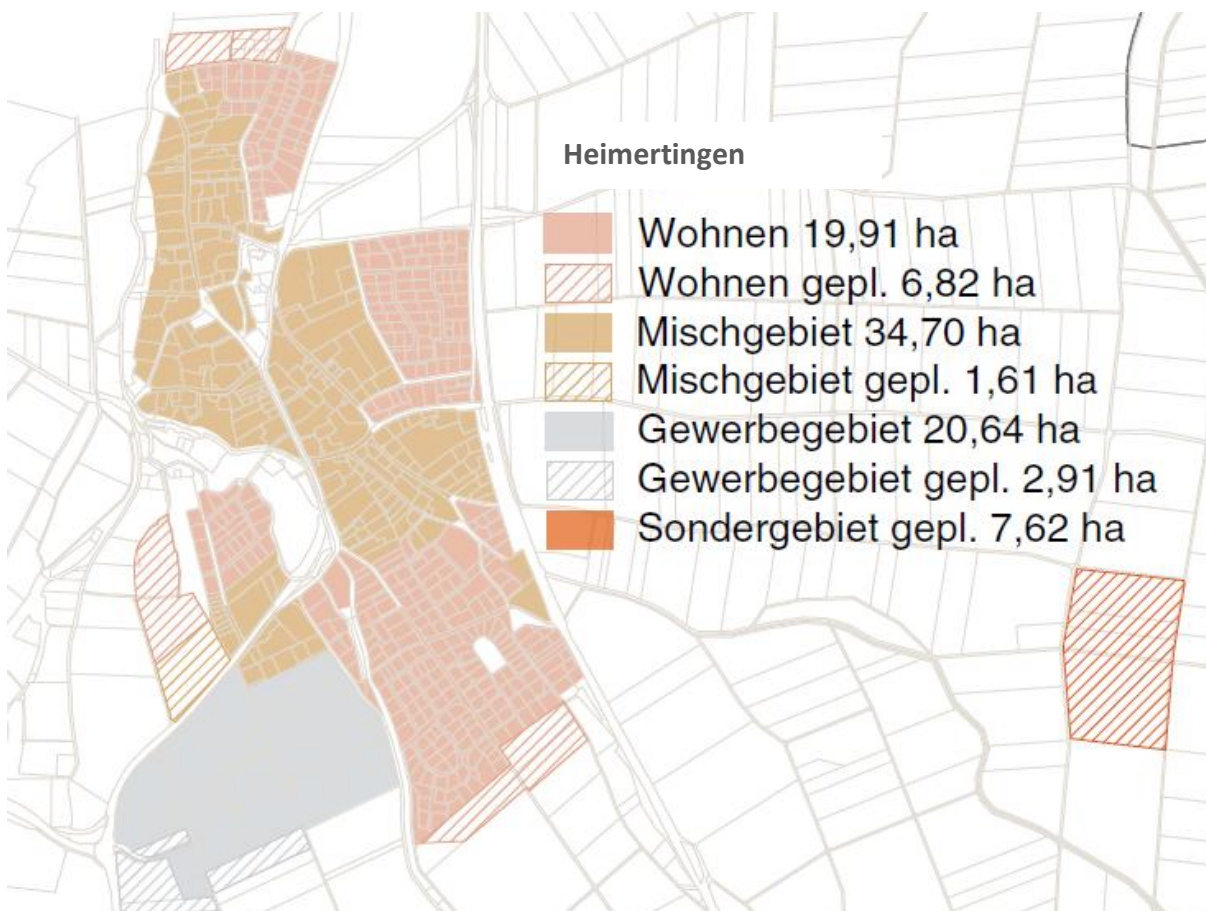 Heimertingen
Wohnen 19,91 ha
Wohnen gepl. 6,82 ha
Mischgebiet 34,70 ha
Mischgebiet gepl. 1,61 ha
Gewerbegebiet 20,64 ha
Gewerbegebiet gepl. 2,91 ha
Sondergebiet gepl. 7,62 ha